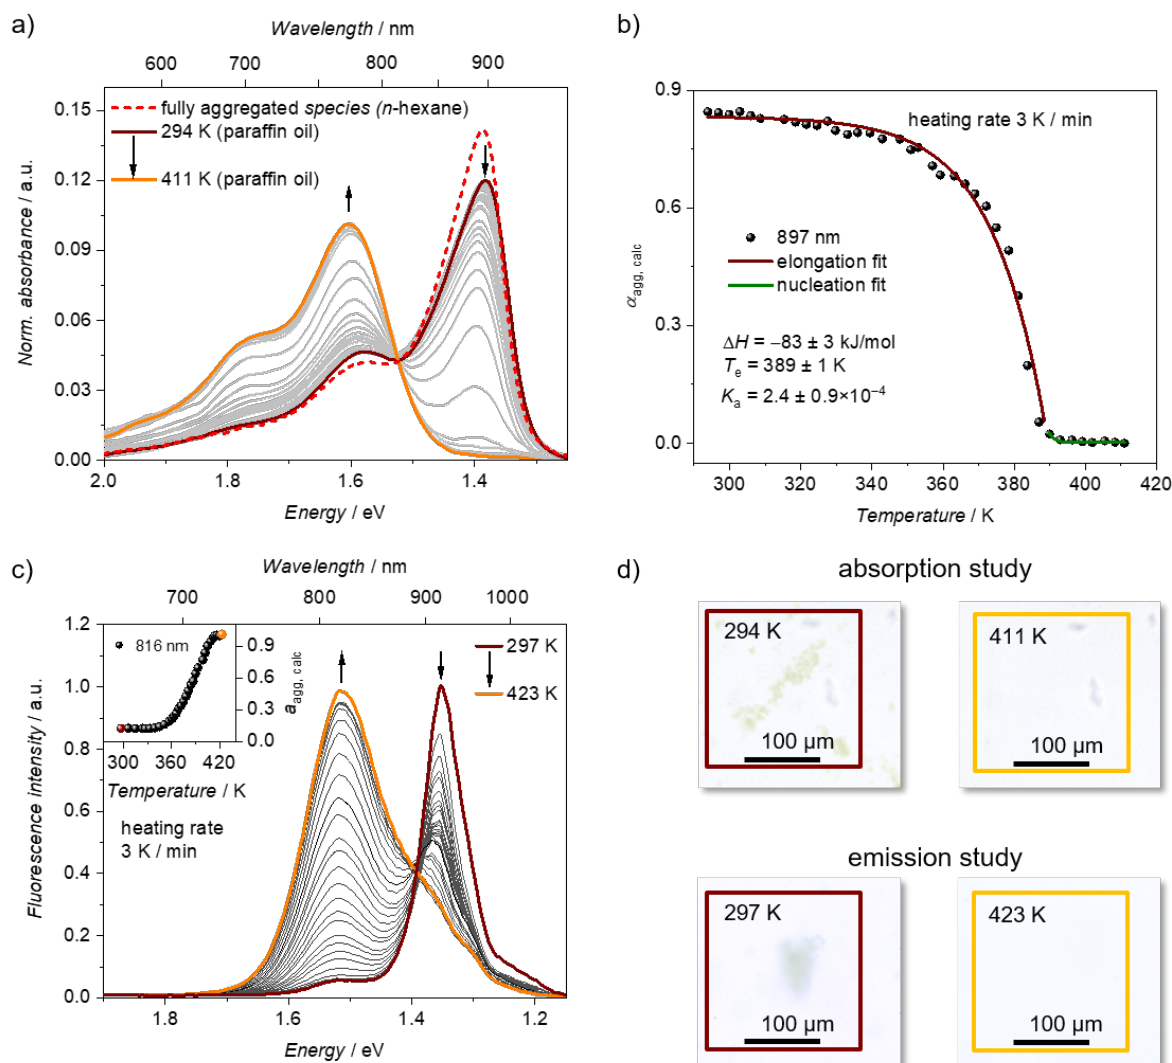 a)
Wavelength / nm
600 700 800 900
0.15
0.12
0.09
0.06
0.03
0.00
Norm. absorbance / a.u.
fully aggregated species (n-hexane)
294 K (paraffin oil)
411 K (paraffin oil)
2.0 1.8 1.6 1.4
Energy / eV
b)
0.9
0.6
0.3
0.0
αagg, calc
heating rate 3 K / min
897 nm
elongation fit
nucleation fit
ΔH = −83 ± 3 kJ/mol
Te = 389 ± 1 K
Ka = 2.4 ± 0.9×10⁻⁴
300 320 340 360 380 400 420
Temperature / K
c)
Wavelength / nm
700 800 900 1000
1.2
1.0
0.8
0.6
0.4
0.2
0.0
Fluorescence intensity / a.u.
816 nm
0.9
0.6
0.3
0.0
aagg, calc
300 360 420
Temperature / K
heating rate
3 K / min
297 K
423 K
1.8 1.6 1.4 1.2
Energy / eV
d)
absorption study
294 K
100 µm
411 K
100 µm
emission study
297 K
100 µm
423 K
100 µm